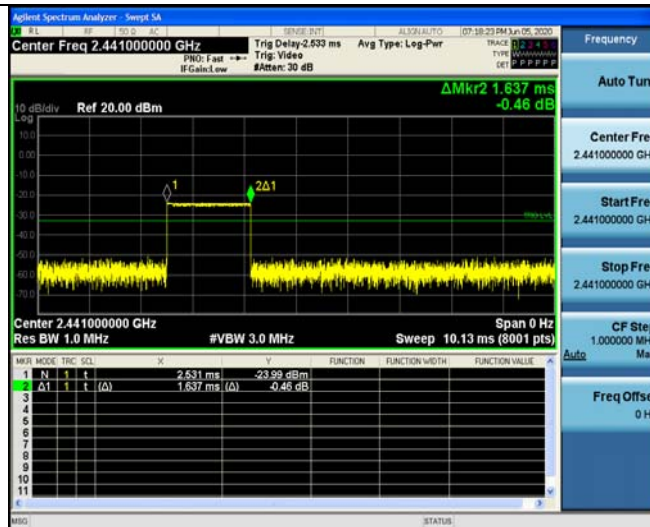 Agilent Spectrum Analyzer - Swept SA
RL RF 50 Ω AC SENSE:INT ALIGN AUTO 07:18:23 PM Jun 05, 2020
Center Freq 2.441000000 GHz
PNO: Fast
IFGain:Low
Trig Delay-2.533 ms
Trig: Video
#Atten: 30 dB
Avg Type: Log-Pwr
TRACE 1 2 3 4 5 6
TYPE
DET P P P P P P
Frequency
ΔMkr2 1.637 ms
-0.46 dB
10 dB/div Ref 20.00 dBm
Log
10.0
0.00
-10.0
-20.0
-30.0
-40.0
-50.0
-60.0
-70.0
1
2Δ1
TRIG LVL
Center 2.441000000 GHz Span 0 Hz
Res BW 1.0 MHz #VBW 3.0 MHz Sweep 10.13 ms (8001 pts)
MKR MODE TRC SCL X Y FUNCTION FUNCTION WIDTH FUNCTION VALUE
1 N 1 t 2.531 ms -23.99 dBm
2 Δ1 1 t (Δ) 1.637 ms (Δ) -0.46 dB
3
4
5
6
7
8
9
10
11
MSG STATUS
Auto Tun
Center Fre
2.441000000 GH
Start Fre
2.441000000 GH
Stop Fre
2.441000000 GH
CF Ste
1.000000 MH
Auto Ma
Freq Offse
0 H